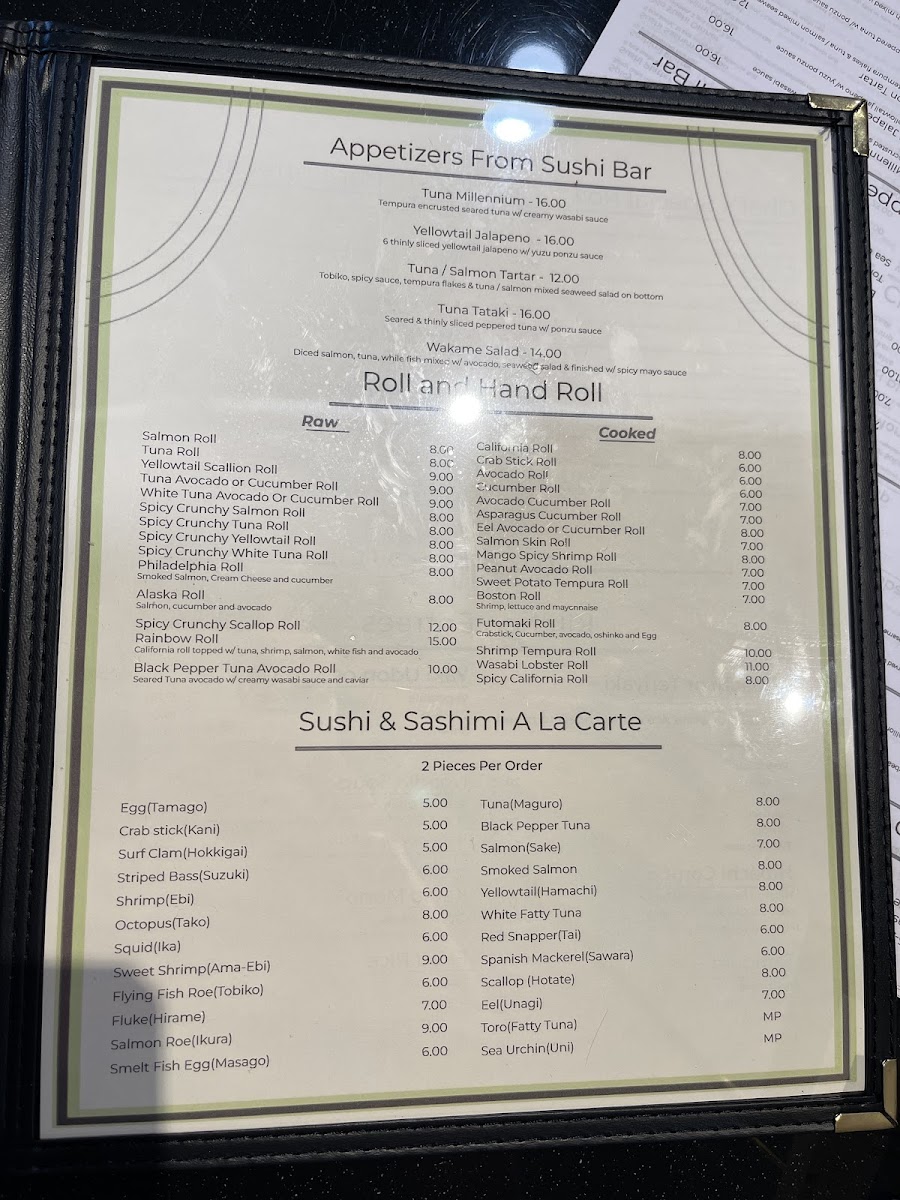 Appetizers From Sushi Bar
Tuna Millennium - 16.00
Tempura encrusted seared tuna w/ creamy wasabi sauce
Yellowtail Jalapeno - 16.00
6 thinly sliced yellowtail jalapeno w/ yuzu ponzu sauce
Tuna / Salmon Tartar - 12.00
Tobiko, spicy sauce, tempura flakes & tuna / salmon mixed seaweed salad on bottom
Tuna Tataki - 16.00
Seared & thinly sliced peppered tuna w/ ponzu sauce
Wakame Salad - 14.00
Diced salmon, tuna, while fish mixed w/ avocado, seaweed salad & finished w/ spicy mayo sauce
Roll and Hand Roll
Raw
Salmon Roll 8.00
Tuna Roll 8.00
Yellowtail Scallion Roll 9.00
Tuna Avocado or Cucumber Roll 9.00
White Tuna Avocado Or Cucumber Roll 9.00
Spicy Crunchy Salmon Roll 8.00
Spicy Crunchy Tuna Roll 8.00
Spicy Crunchy Yellowtail Roll 8.00
Spicy Crunchy White Tuna Roll 8.00
Philadelphia Roll 8.00
Smoked Salmon, Cream Cheese and cucumber
Alaska Roll 8.00
Salmon, cucumber and avocado
Spicy Crunchy Scallop Roll 12.00
Rainbow Roll 15.00
California roll topped w/ tuna, shrimp, salmon, white fish and avocado
Black Pepper Tuna Avocado Roll 10.00
Seared Tuna avocado w/ creamy wasabi sauce and caviar
Cooked
California Roll 8.00
Crab Stick Roll 6.00
Avocado Roll 6.00
Cucumber Roll 6.00
Avocado Cucumber Roll 7.00
Asparagus Cucumber Roll 7.00
Eel Avocado or Cucumber Roll 8.00
Salmon Skin Roll 7.00
Mango Spicy Shrimp Roll 8.00
Peanut Avocado Roll 7.00
Sweet Potato Tempura Roll 7.00
Boston Roll 7.00
Shrimp, lettuce and mayonnaise
Futomaki Roll 8.00
Crabstick, Cucumber, avocado, oshinko and Egg
Shrimp Tempura Roll 10.00
Wasabi Lobster Roll 11.00
Spicy California Roll 8.00
Sushi & Sashimi A La Carte
2 Pieces Per Order
Egg(Tamago) 5.00
Crab stick(Kani) 5.00
Surf Clam(Hokkigai) 5.00
Striped Bass(Suzuki) 6.00
Shrimp(Ebi) 6.00
Octopus(Tako) 8.00
Squid(Ika) 6.00
Sweet Shrimp(Ama-Ebi) 9.00
Flying Fish Roe(Tobiko) 6.00
Fluke(Hirame) 7.00
Salmon Roe(Ikura) 9.00
Smelt Fish Egg(Masago) 6.00
Tuna(Maguro) 8.00
Black Pepper Tuna 8.00
Salmon(Sake) 7.00
Smoked Salmon 8.00
Yellowtail(Hamachi) 8.00
White Fatty Tuna 8.00
Red Snapper(Tai) 6.00
Spanish Mackerel(Sawara) 6.00
Scallop (Hotate) 8.00
Eel(Unagi) 7.00
Toro(Fatty Tuna) MP
Sea Urchin(Uni) MP